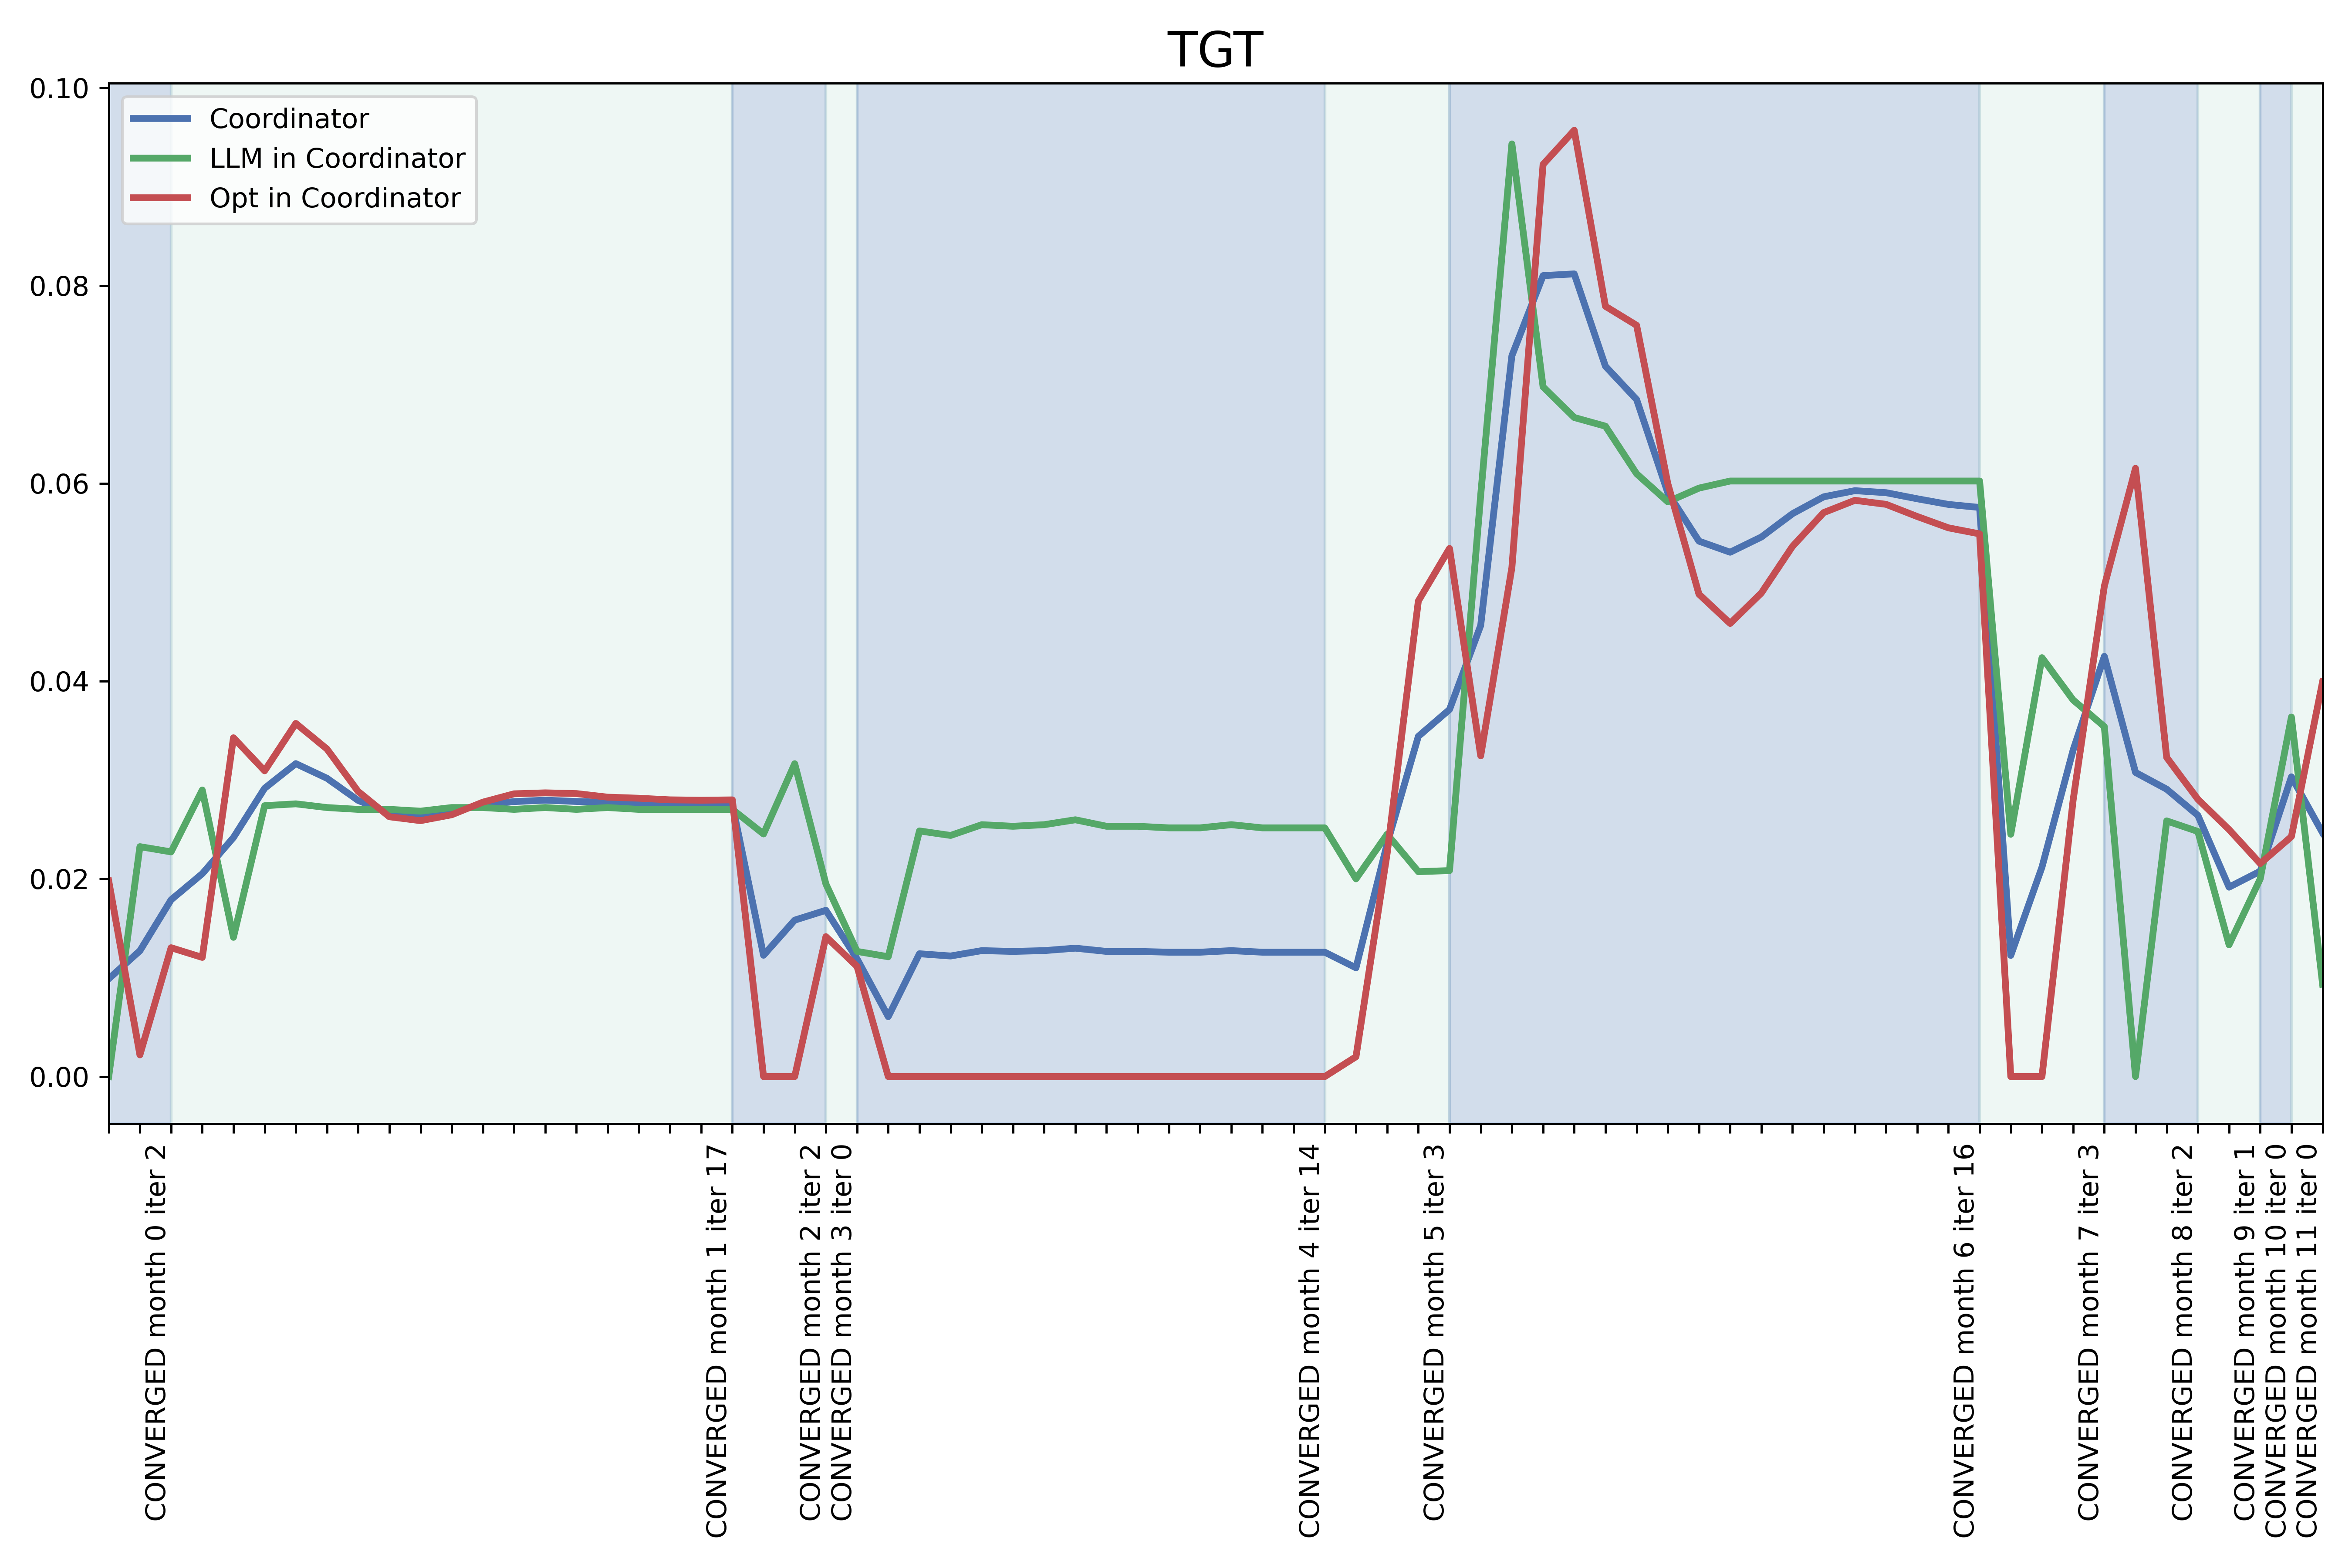 TGT
0.10
0.08
0.06
0.04
0.02
0.00
Coordinator
LLM in Coordinator
Opt in Coordinator
CONVERGED month 0 iter 2
CONVERGED month 1 iter 17
CONVERGED month 2 iter 2
CONVERGED month 3 iter 0
CONVERGED month 4 iter 14
CONVERGED month 5 iter 3
CONVERGED month 6 iter 16
CONVERGED month 7 iter 3
CONVERGED month 8 iter 2
CONVERGED month 9 iter 1
CONVERGED month 10 iter 0
CONVERGED month 11 iter 0